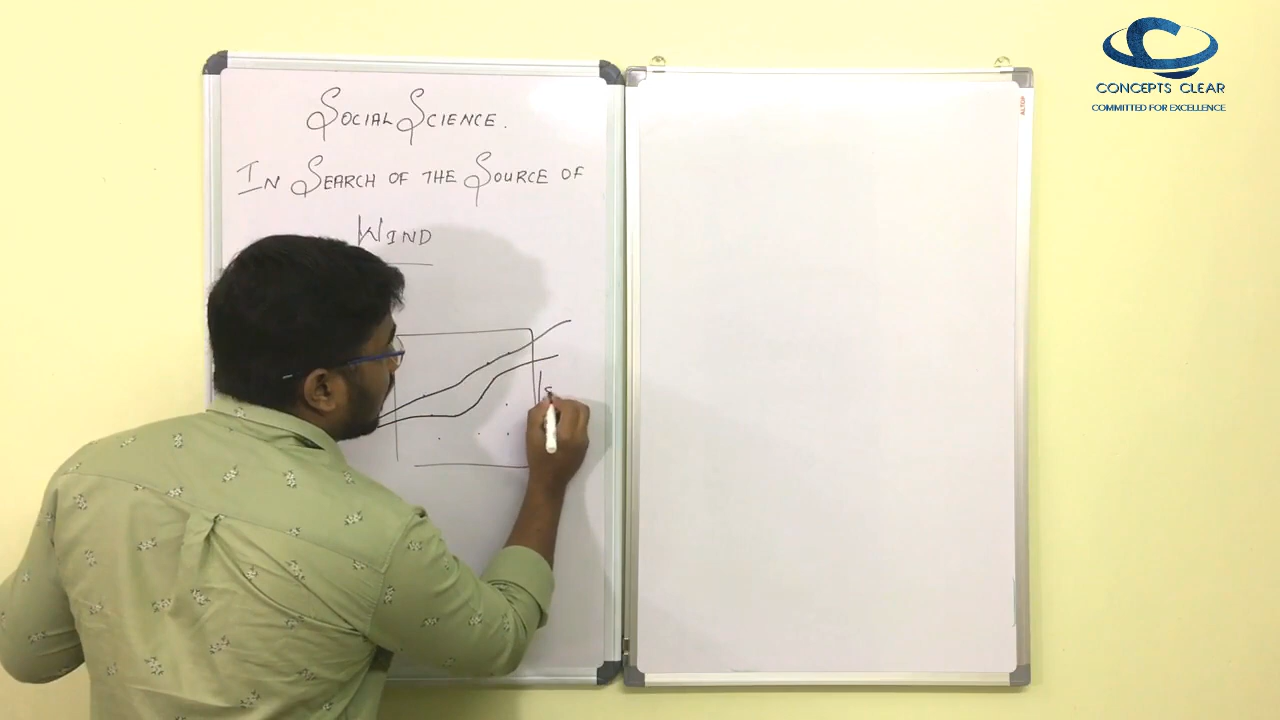 SOCIAL SCIENCE.
IN SEARCH OF THE SOURCE OF
WIND
CONCEPTS CLEAR
COMMITTED FOR EXCELLENCE